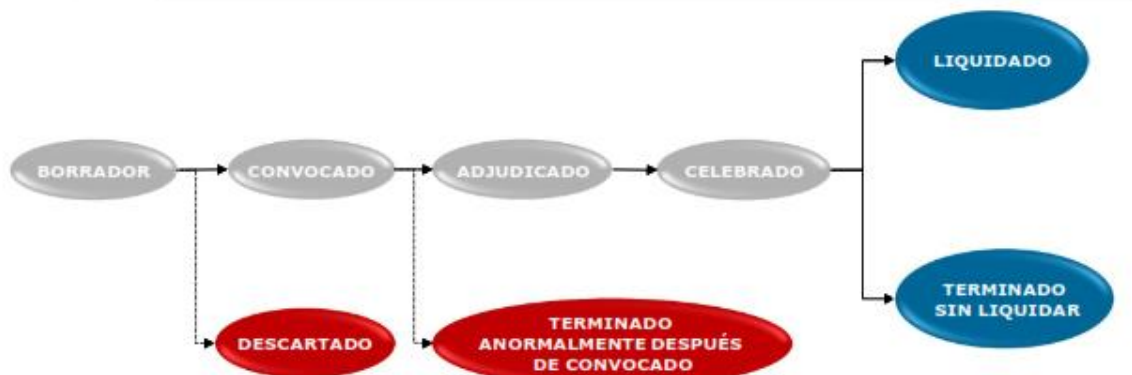 LIQUIDADO
BORRADOR
CONVOCADO
ADJUDICADO
CELEBRADO
TERMINADO
SIN LIQUIDAR
DESCARTADO
TERMINADO
ANORMALMENTE DESPUÉS
DE CONVOCADO